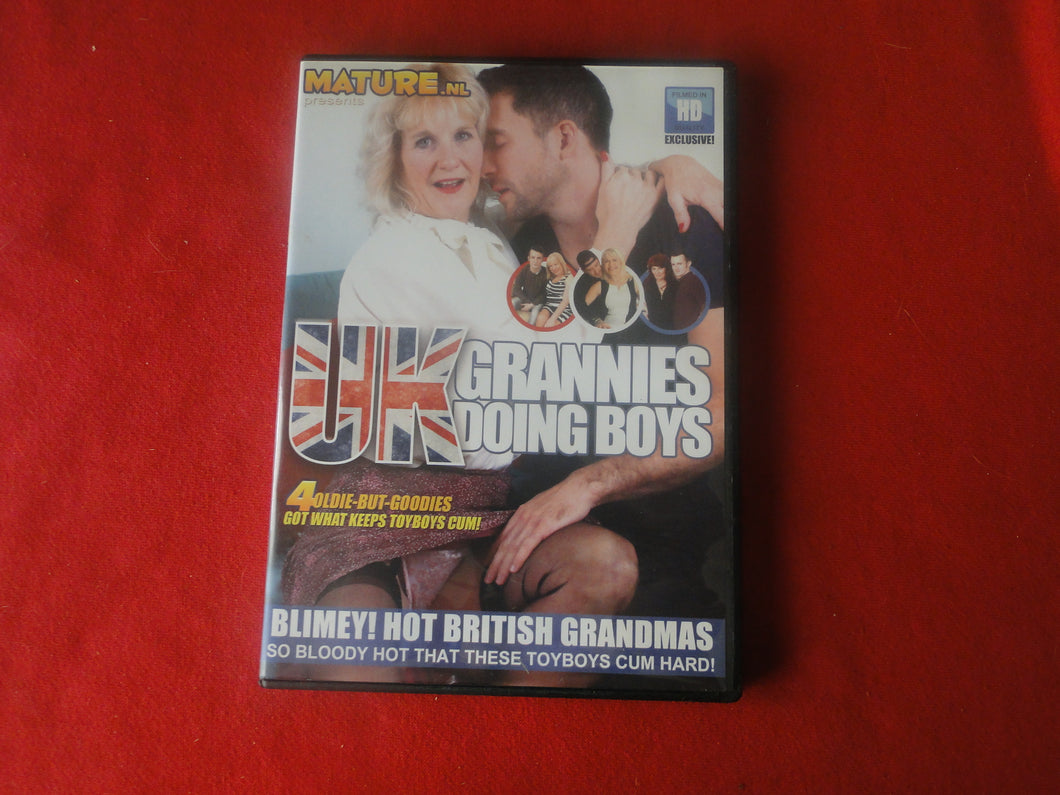 MATURE.NL
presents
FILMED IN
HD
EXCLUSIVE!
UK GRANNIES
DOING BOYS
4 OLDIE-BUT-GOODIES
GOT WHAT KEEPS TOYBOYS CUM!
BLIMEY! HOT BRITISH GRANDMAS
SO BLOODY HOT THAT THESE TOYBOYS CUM HARD!